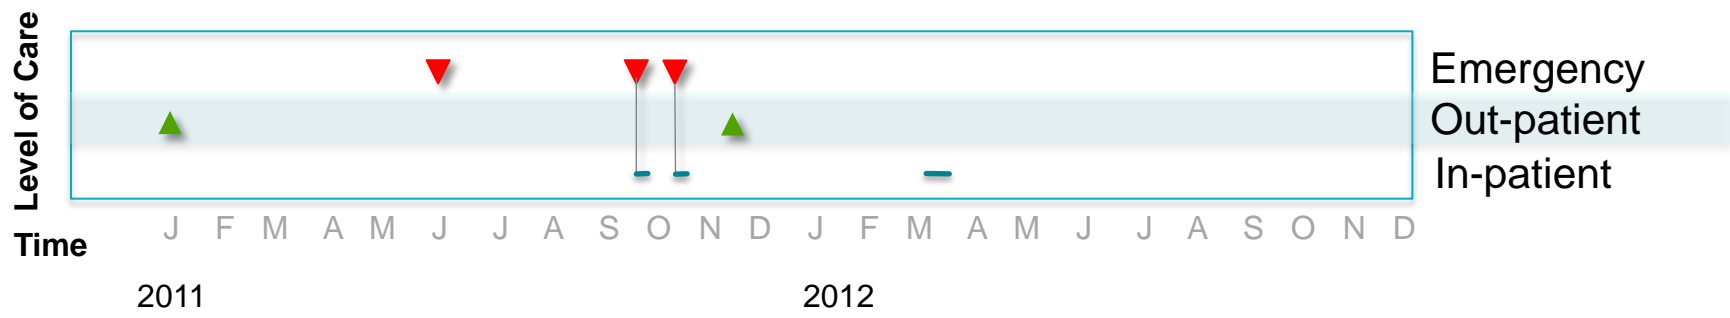 Level of Care
Emergency
Out-patient
In-patient
Time
J F M A M J J A S O N D J F M A M J J A S O N D
2011 2012